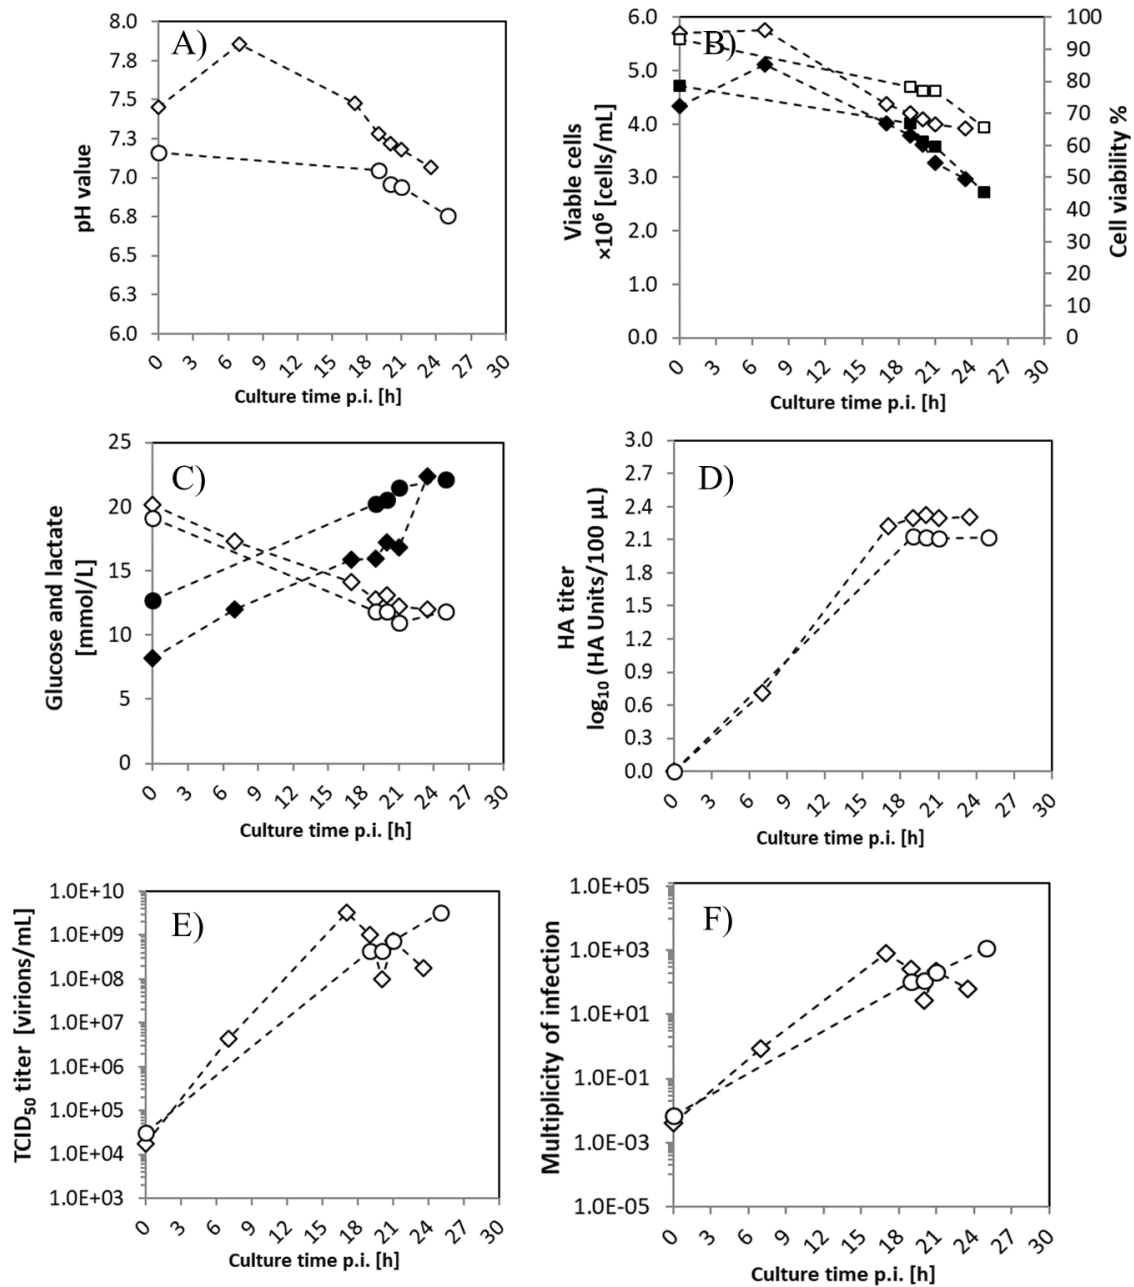 A)
8.0
7.8
7.5
7.3
7.0
6.8
6.5
6.3
6.0
pH value
0 3 6 9 12 15 18 21 24 27 30
Culture time p.i. [h]
B)
6.0
5.0
4.0
3.0
2.0
1.0
0.0
Viable cells
×10⁶ [cells/mL]
100
90
80
70
60
50
40
30
20
10
0
Cell viability %
0 3 6 9 12 15 18 21 24 27 30
Culture time p.i. [h]
C)
25
20
15
10
5
0
Glucose and lactate
[mmol/L]
0 3 6 9 12 15 18 21 24 27 30
Culture time p.i. [h]
D)
3.0
2.7
2.4
2.1
1.8
1.5
1.2
0.9
0.6
0.3
0.0
HA titer
log₁₀ (HA Units/100 µL)
0 3 6 9 12 15 18 21 24 27 30
Culture time p.i. [h]
E)
1.0E+10
1.0E+09
1.0E+08
1.0E+07
1.0E+06
1.0E+05
1.0E+04
1.0E+03
TCID₅₀ titer [virions/mL]
0 3 6 9 12 15 18 21 24 27 30
Culture time p.i. [h]
F)
1.0E+05
1.0E+03
1.0E+01
1.0E-01
1.0E-03
1.0E-05
Multiplicity of infection
0 3 6 9 12 15 18 21 24 27 30
Culture time p.i. [h]